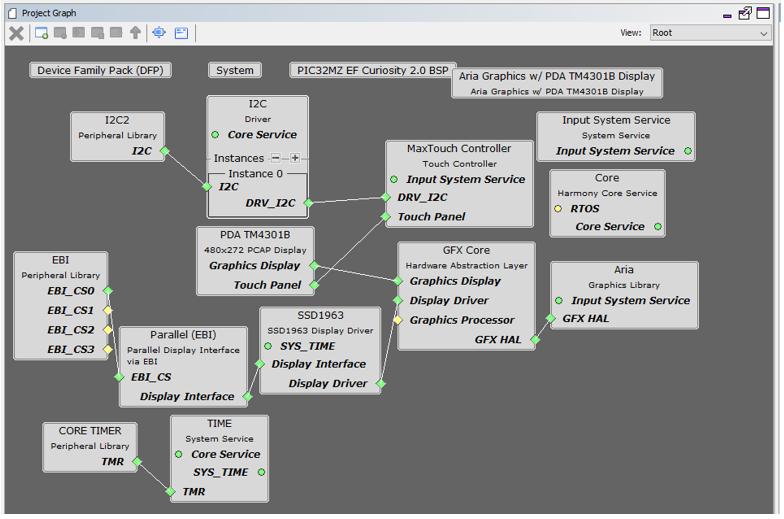 Project Graph
View: Root
Device Family Pack (DFP)
System
PIC32MZ EF Curiosity 2.0 BSP
Aria Graphics w/ PDA TM4301B Display
Aria Graphics w/ PDA TM4301B Display
I2C2
Peripheral Library
I2C
I2C
Driver
Core Service
Instances
Instance 0
I2C
DRV_I2C
MaxTouch Controller
Touch Controller
Input System Service
DRV_I2C
Touch Panel
Input System Service
System Service
Input System Service
Core
Harmony Core Service
RTOS
Core Service
PDA TM4301B
480x272 PCAP Display
Graphics Display
Touch Panel
GFX Core
Hardware Abstraction Layer
Graphics Display
Display Driver
Graphics Processor
GFX HAL
Aria
Graphics Library
Input System Service
GFX HAL
EBI
Peripheral Library
EBI_CS0
EBI_CS1
EBI_CS2
EBI_CS3
Parallel (EBI)
Parallel Display Interface
via EBI
EBI_CS
Display Interface
SSD1963
SSD1963 Display Driver
SYS_TIME
Display Interface
Display Driver
CORE TIMER
Peripheral Library
TMR
TIME
System Service
Core Service
SYS_TIME
TMR